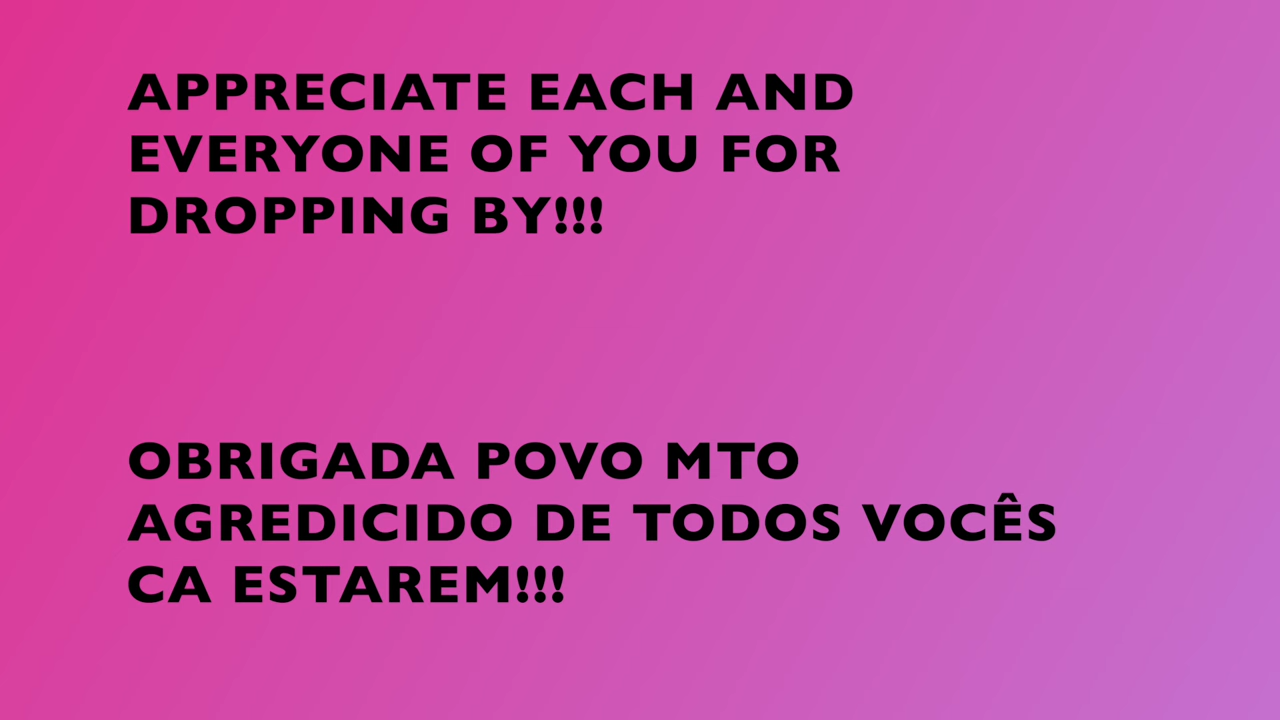 APPRECIATE EACH AND
EVERYONE OF YOU FOR
DROPPING BY!!!
OBRIGADA POVO MTO
AGREDICIDO DE TODOS VOCÊS
CA ESTAREM!!!